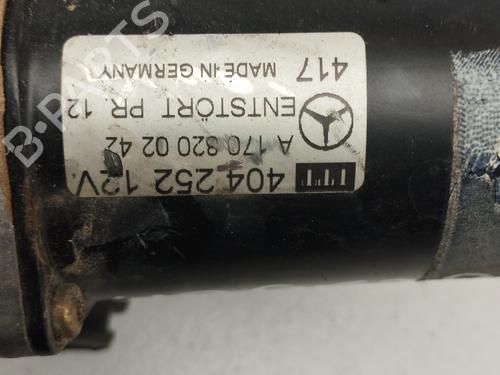 404 252 12V
A 170 820 02 42
ENTSTÖRT PR. 12
417 MADE IN GERMANY
B-PARTS